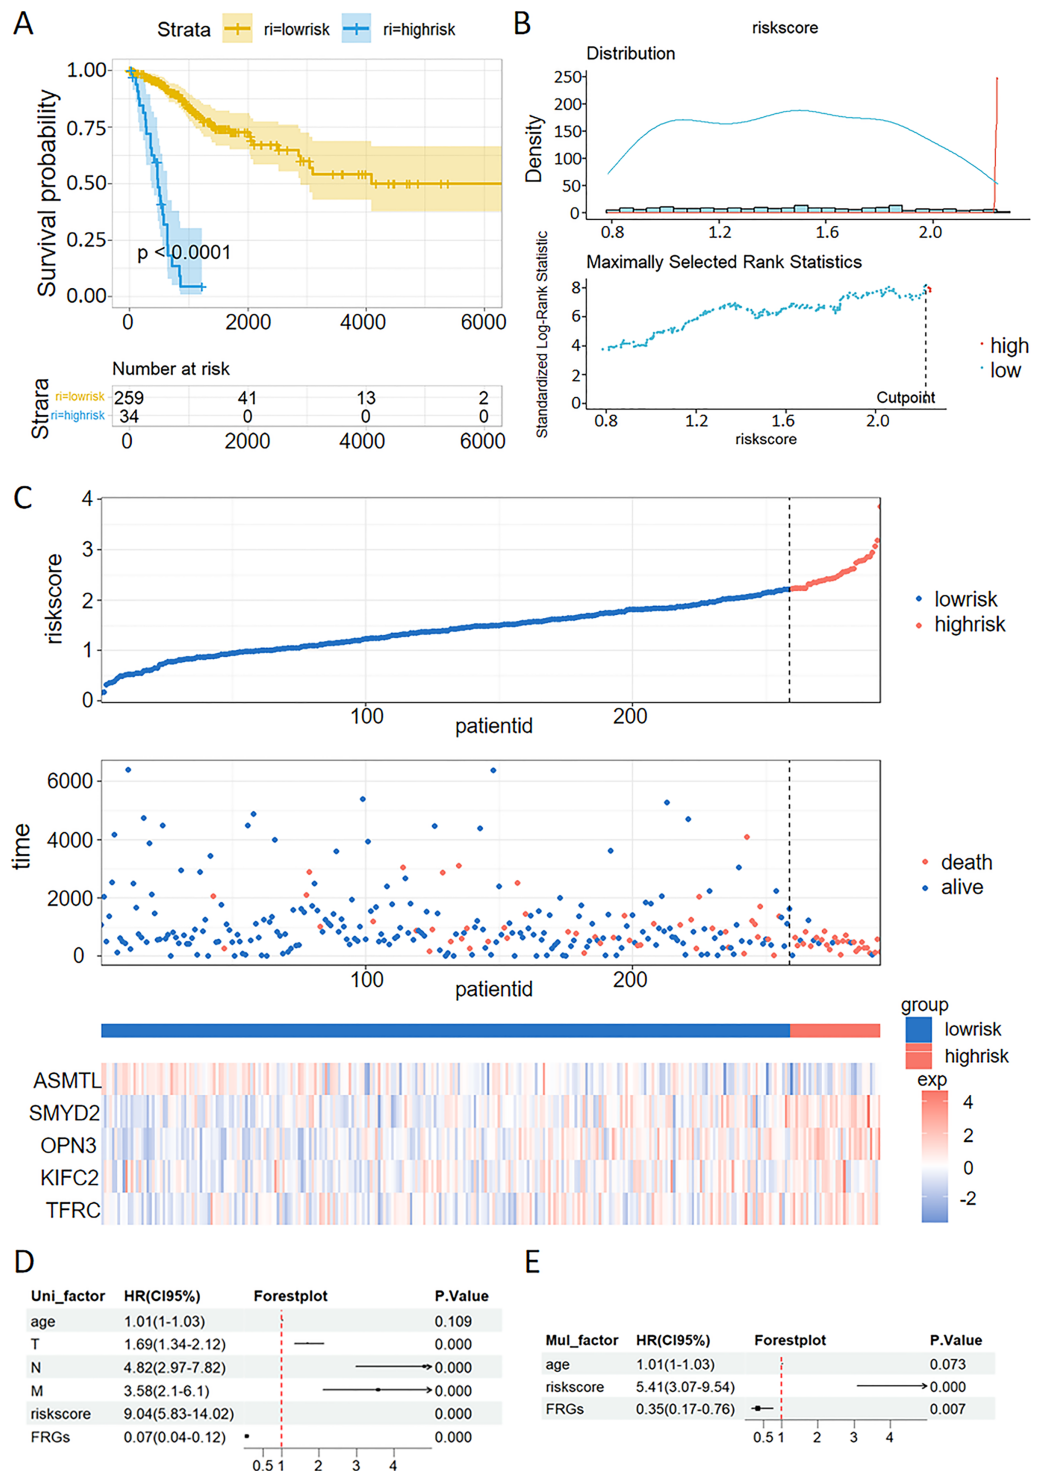 A
Strata ri=lowrisk ri=highrisk
Survival probability
1.00
0.75
0.50
0.25
0.00
p < 0.0001
0 2000 4000 6000
Number at risk
Strara
ri=lowrisk 259 41 13 2
ri=highrisk 34 0 0 0
0 2000 4000 6000
B
riskscore
Distribution
Density
250
200
150
100
50
0
0.8 1.2 1.6 2.0
Maximally Selected Rank Statistics
Standardized Log-Rank Statistic
8
6
4
2
0
Cutpoint
0.8 1.2 1.6 2.0
riskscore
high
low
C
riskscore
4
3
2
1
0
100 200
patientid
lowrisk
highrisk
time
6000
4000
2000
0
100 200
patientid
death
alive
group
lowrisk
highrisk
exp
4
2
0
-2
ASMTL
SMYD2
OPN3
KIFC2
TFRC
D
Uni_factor HR(CI95%) Forestplot P.Value
age 1.01(1-1.03) 0.109
T 1.69(1.34-2.12) 0.000
N 4.82(2.97-7.82) 0.000
M 3.58(2.1-6.1) 0.000
riskscore 9.04(5.83-14.02) 0.000
FRGs 0.07(0.04-0.12) 0.000
0.5 1 2 3 4
E
Mul_factor HR(CI95%) Forestplot P.Value
age 1.01(1-1.03) 0.073
riskscore 5.41(3.07-9.54) 0.000
FRGs 0.35(0.17-0.76) 0.007
0.5 1 2 3 4